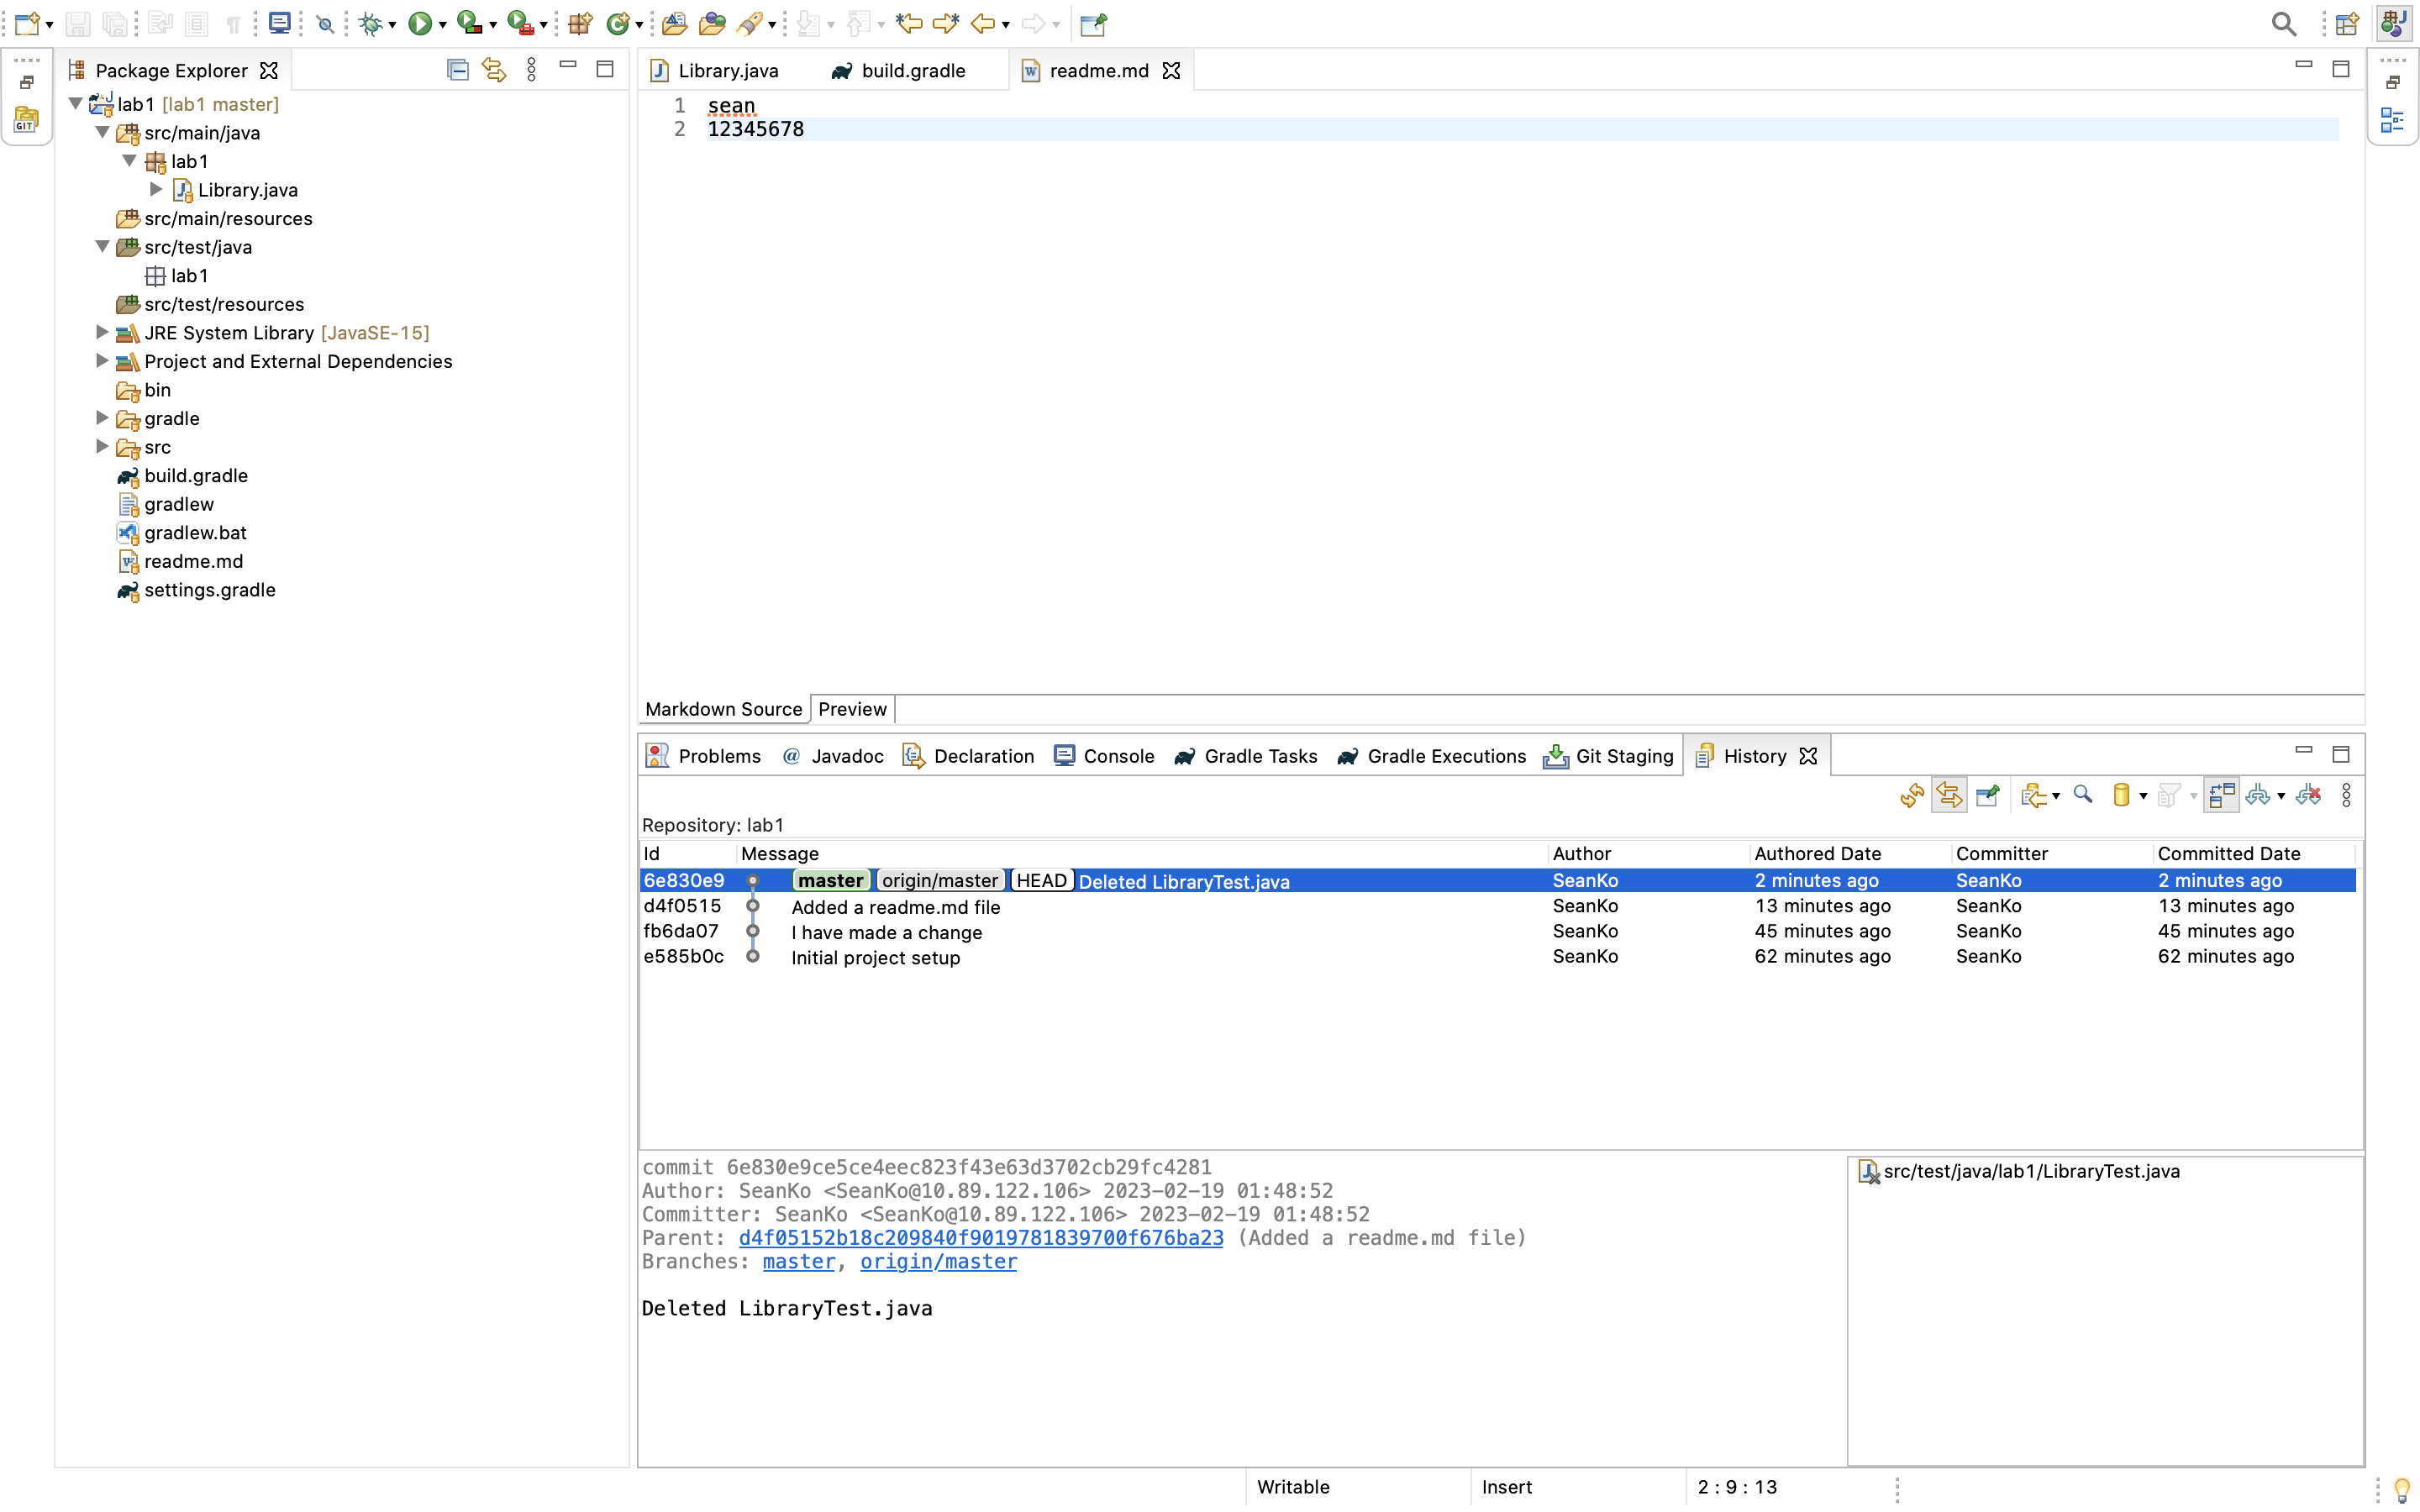 Package Explorer
lab1 [lab1 master]
src/main/java
lab1
Library.java
src/main/resources
src/test/java
lab1
src/test/resources
JRE System Library [JavaSE-15]
Project and External Dependencies
bin
gradle
src
build.gradle
gradlew
gradlew.bat
readme.md
settings.gradle
GIT
Library.java build.gradle readme.md
1 sean
2 12345678
Markdown Source Preview
Problems @ Javadoc Declaration Console Gradle Tasks Gradle Executions Git Staging History
Repository: lab1
Id Message Author Authored Date Committer Committed Date
6e830e9 master origin/master HEAD Deleted LibraryTest.java SeanKo 2 minutes ago SeanKo 2 minutes ago
d4f0515 Added a readme.md file SeanKo 13 minutes ago SeanKo 13 minutes ago
fb6da07 I have made a change SeanKo 45 minutes ago SeanKo 45 minutes ago
e585b0c Initial project setup SeanKo 62 minutes ago SeanKo 62 minutes ago
commit 6e830e9ce5ce4eec823f43e63d3702cb29fc4281
Author: SeanKo <SeanKo@10.89.122.106> 2023-02-19 01:48:52
Committer: SeanKo <SeanKo@10.89.122.106> 2023-02-19 01:48:52
Parent: d4f05152b18c209840f9019781839700f676ba23 (Added a readme.md file)
Branches: master, origin/master
Deleted LibraryTest.java
src/test/java/lab1/LibraryTest.java
Writable Insert 2 : 9 : 13